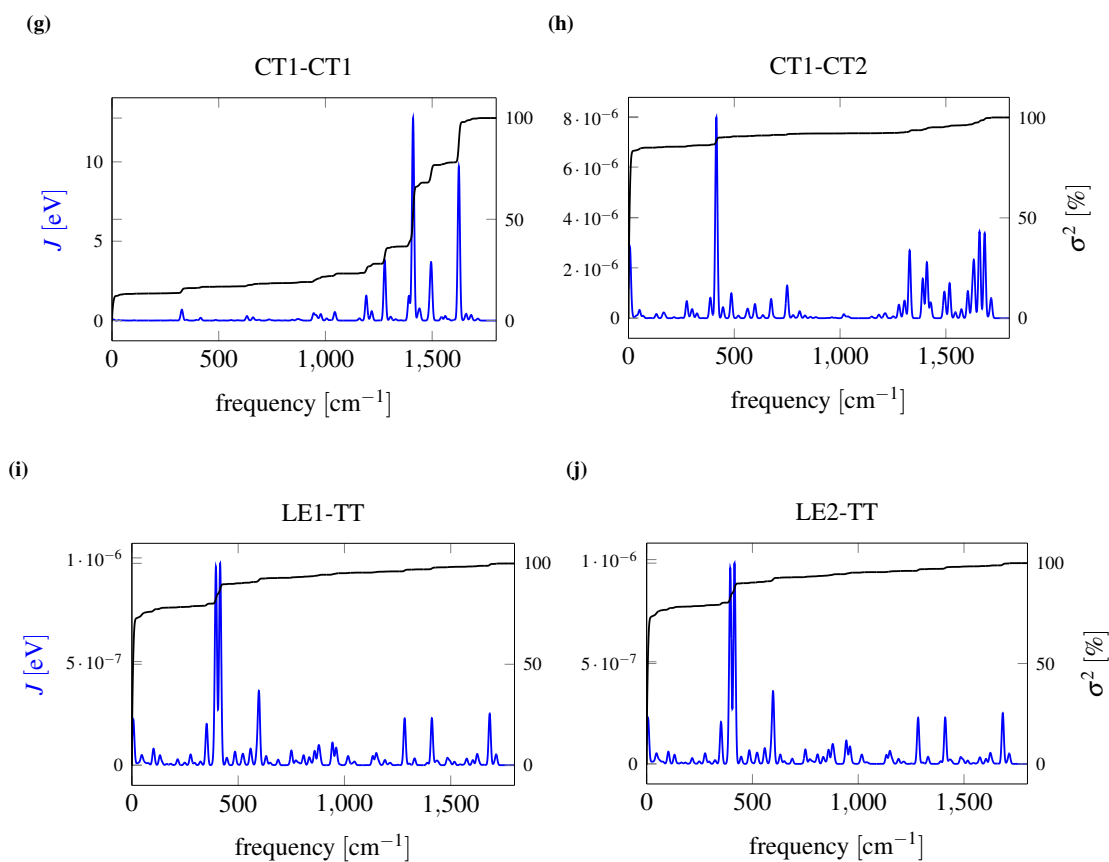 (g)
CT1-CT1
J [eV]
10
5
0
100
50
0
0 500 1,000 1,500
frequency [cm⁻¹]
(h)
CT1-CT2
8·10⁻⁶
6·10⁻⁶
4·10⁻⁶
2·10⁻⁶
0
100
50
0
σ² [%]
0 500 1,000 1,500
frequency [cm⁻¹]
(i)
LE1-TT
J [eV]
1·10⁻⁶
5·10⁻⁷
0
100
50
0
0 500 1,000 1,500
frequency [cm⁻¹]
(j)
LE2-TT
1·10⁻⁶
5·10⁻⁷
0
100
50
0
σ² [%]
0 500 1,000 1,500
frequency [cm⁻¹]